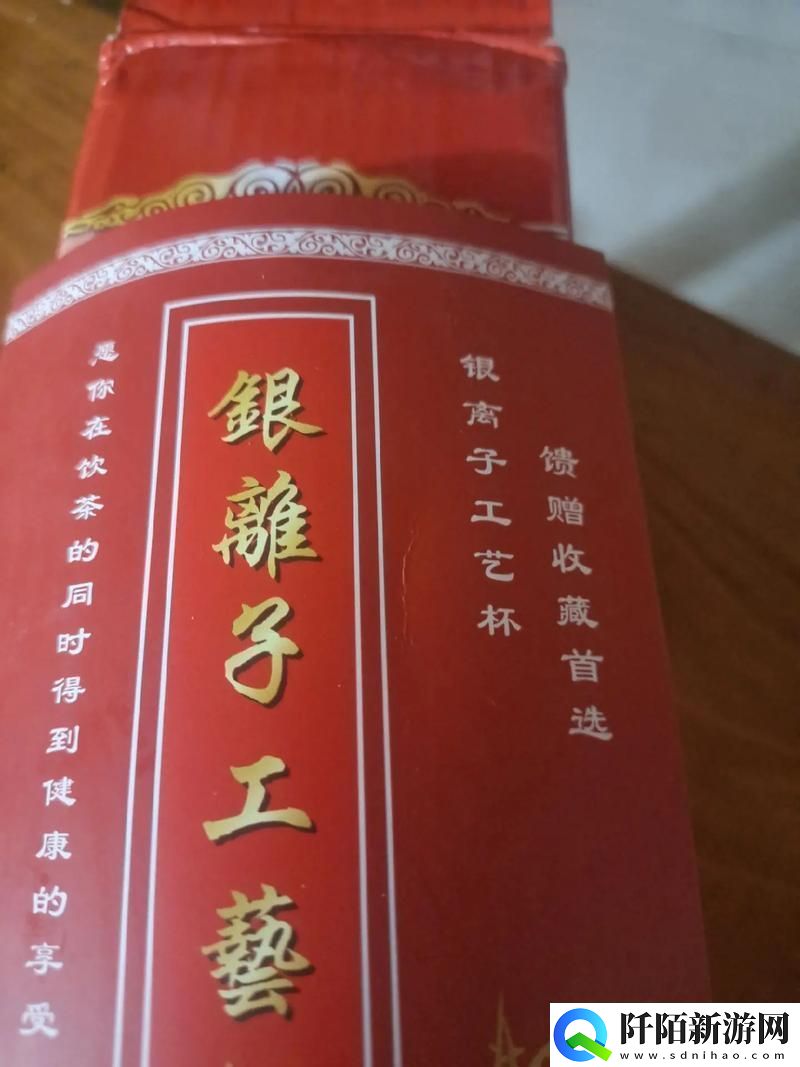 馈赠收藏首选
银离子工艺杯
銀離子工藝
愿你在饮茶的同时得到健康的享受
阡陌新游网
www.sdnihao.com